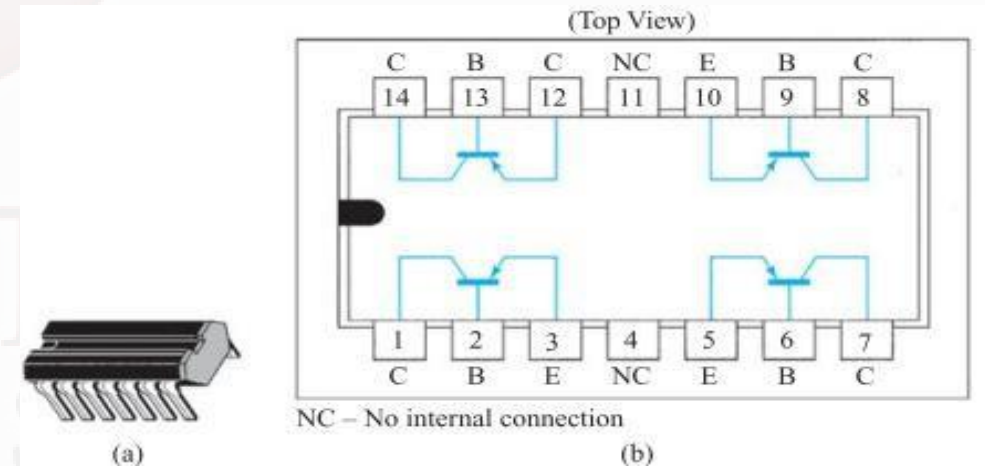 (Top View)
C B C NC E B C
14 13 12 11 10 9 8
1 2 3 4 5 6 7
C B E NC E B C
NC – No internal connection
(a) (b)